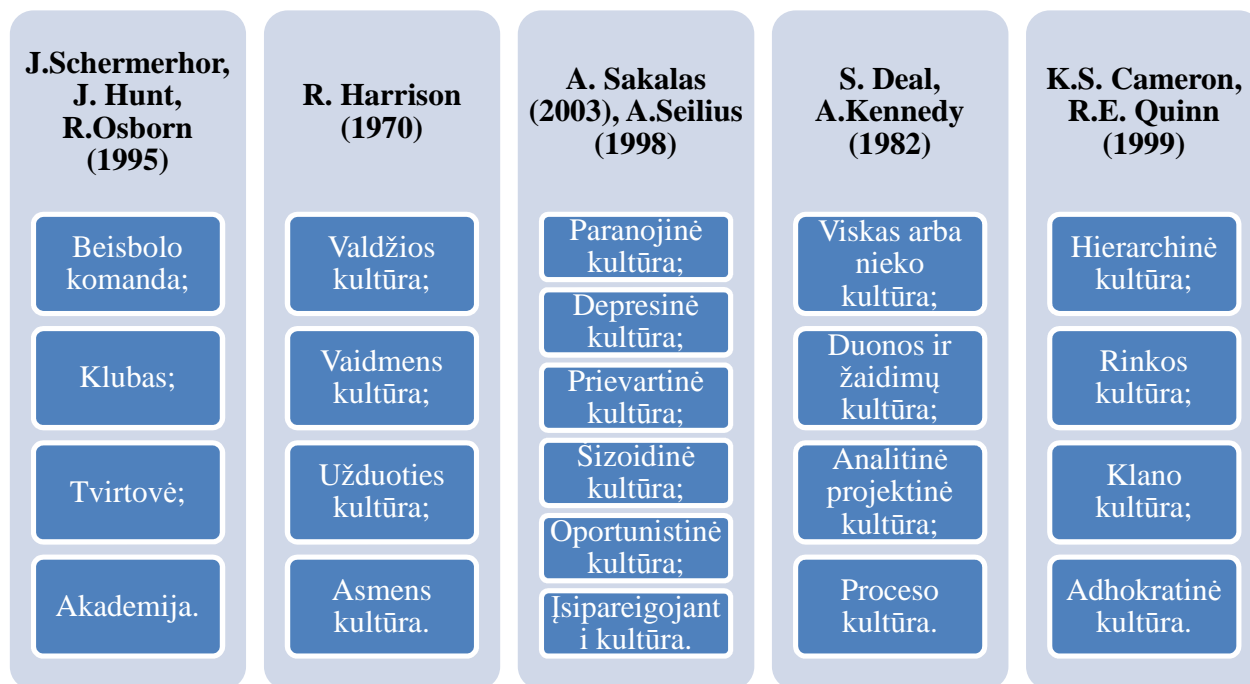 J.Schermerhor,
J. Hunt,
R.Osborn
(1995)
Beisbolo
komanda;
Klubas;
Tvirtovė;
Akademija.
R. Harrison
(1970)
Valdžios
kultūra;
Vaidmens
kultūra;
Užduoties
kultūra;
Asmens
kultūra.
A. Sakalas
(2003), A.Seilius
(1998)
Paranojinė
kultūra;
Depresinė
kultūra;
Prievartinė
kultūra;
Šizoidinė
kultūra;
Oportunistinė
kultūra;
Įsipareigojant
i kultūra.
S. Deal,
A.Kennedy
(1982)
Viskas arba
nieko
kultūra;
Duonos ir
žaidimų
kultūra;
Analitinė
projektinė
kultūra;
Proceso
kultūra.
K.S. Cameron,
R.E. Quinn
(1999)
Hierarchinė
kultūra;
Rinkos
kultūra;
Klano
kultūra;
Adhokratinė
kultūra.